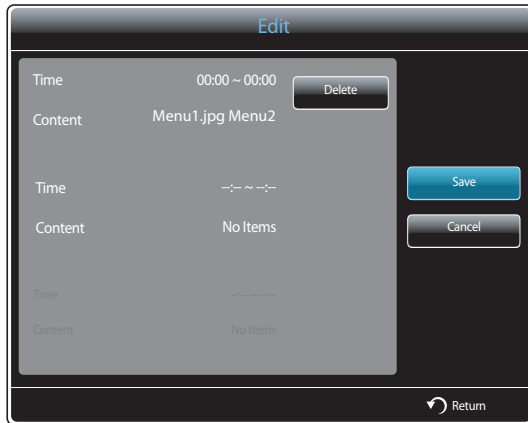 Edit
Time 00:00 ~ 00:00 Delete
Content Menu1.jpg Menu2
Time --:-- ~ --:--
Save
Content No Items
Cancel
Time --:-- ~ --:--
Content No Items
Return